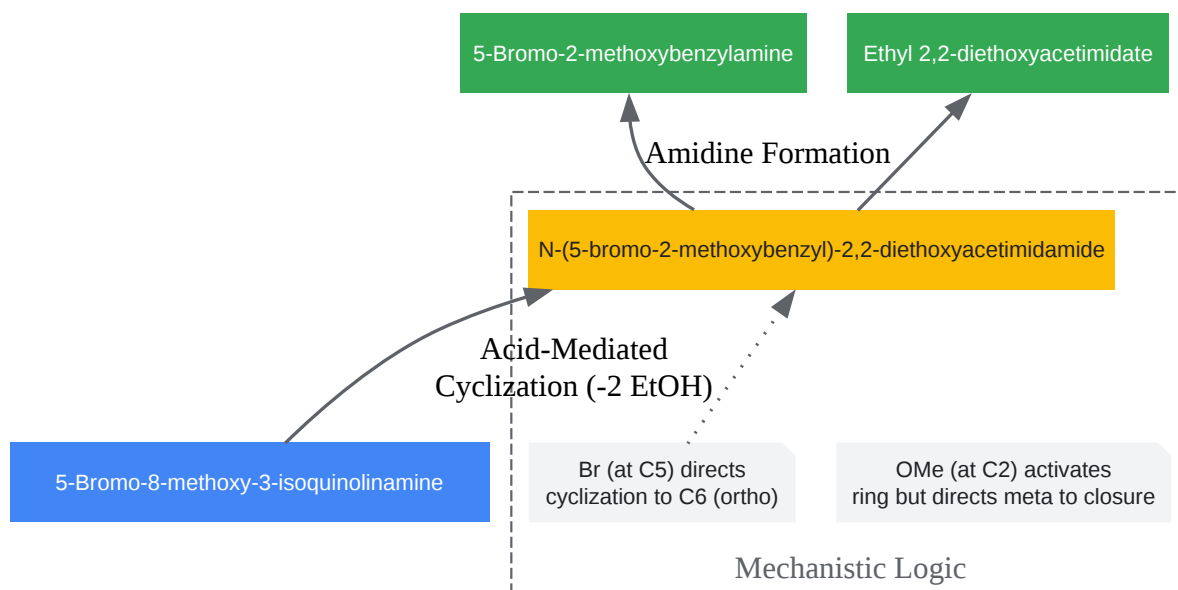 5-Bromo-2-methoxybenzylamine
Ethyl 2,2-diethoxyacetimidate
Amidine Formation
N-(5-bromo-2-methoxybenzyl)-2,2-diethoxyacetimidamide
Acid-Mediated
Cyclization (-2 EtOH)
5-Bromo-8-methoxy-3-isoquinolinamine
Br (at C5) directs
cyclization to C6 (ortho)
OMe (at C2) activates
ring but directs meta to closure
Mechanistic Logic